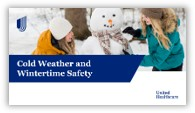 Cold Weather and
Wintertime Safety
United
Healthcare